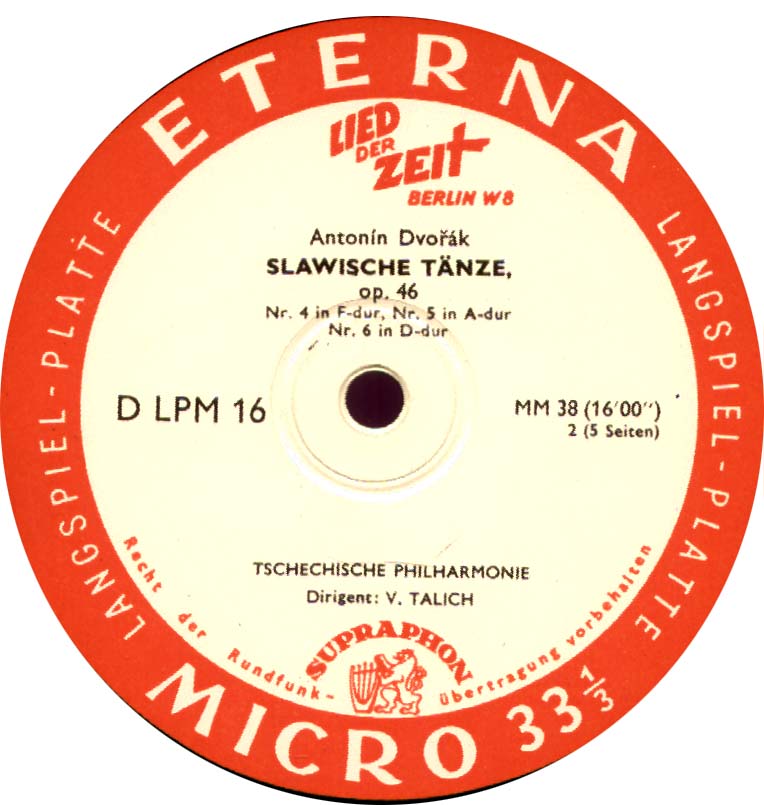 ETERNA
LANGSPIEL-PLATTE
LANGSPIEL-PLATTE
LIED
DER
ZEIT
BERLIN W8
Antonín Dvořák
SLAWISCHE TÄNZE,
op. 46
Nr. 4 in F-dur, Nr. 5 in A-dur
Nr. 6 in D-dur
D LPM 16
MM 38 (16′00″)
2 (5 Seiten)
TSCHECHISCHE PHILHARMONIE
Dirigent: V. TALICH
SUPRAPHON
Recht der Rundfunk-übertragung vorbehalten
MICRO 33 1/3